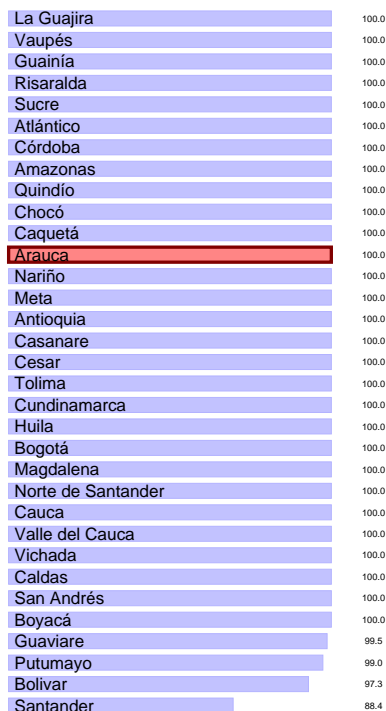 La Guajira 100.0
Vaupés 100.0
Guainía 100.0
Risaralda 100.0
Sucre 100.0
Atlántico 100.0
Córdoba 100.0
Amazonas 100.0
Quindío 100.0
Chocó 100.0
Caquetá 100.0
Arauca 100.0
Nariño 100.0
Meta 100.0
Antioquia 100.0
Casanare 100.0
Cesar 100.0
Tolima 100.0
Cundinamarca 100.0
Huila 100.0
Bogotá 100.0
Magdalena 100.0
Norte de Santander 100.0
Cauca 100.0
Valle del Cauca 100.0
Vichada 100.0
Caldas 100.0
San Andrés 100.0
Boyacá 100.0
Guaviare 99.5
Putumayo 99.0
Bolivar 97.3
Santander 88.4